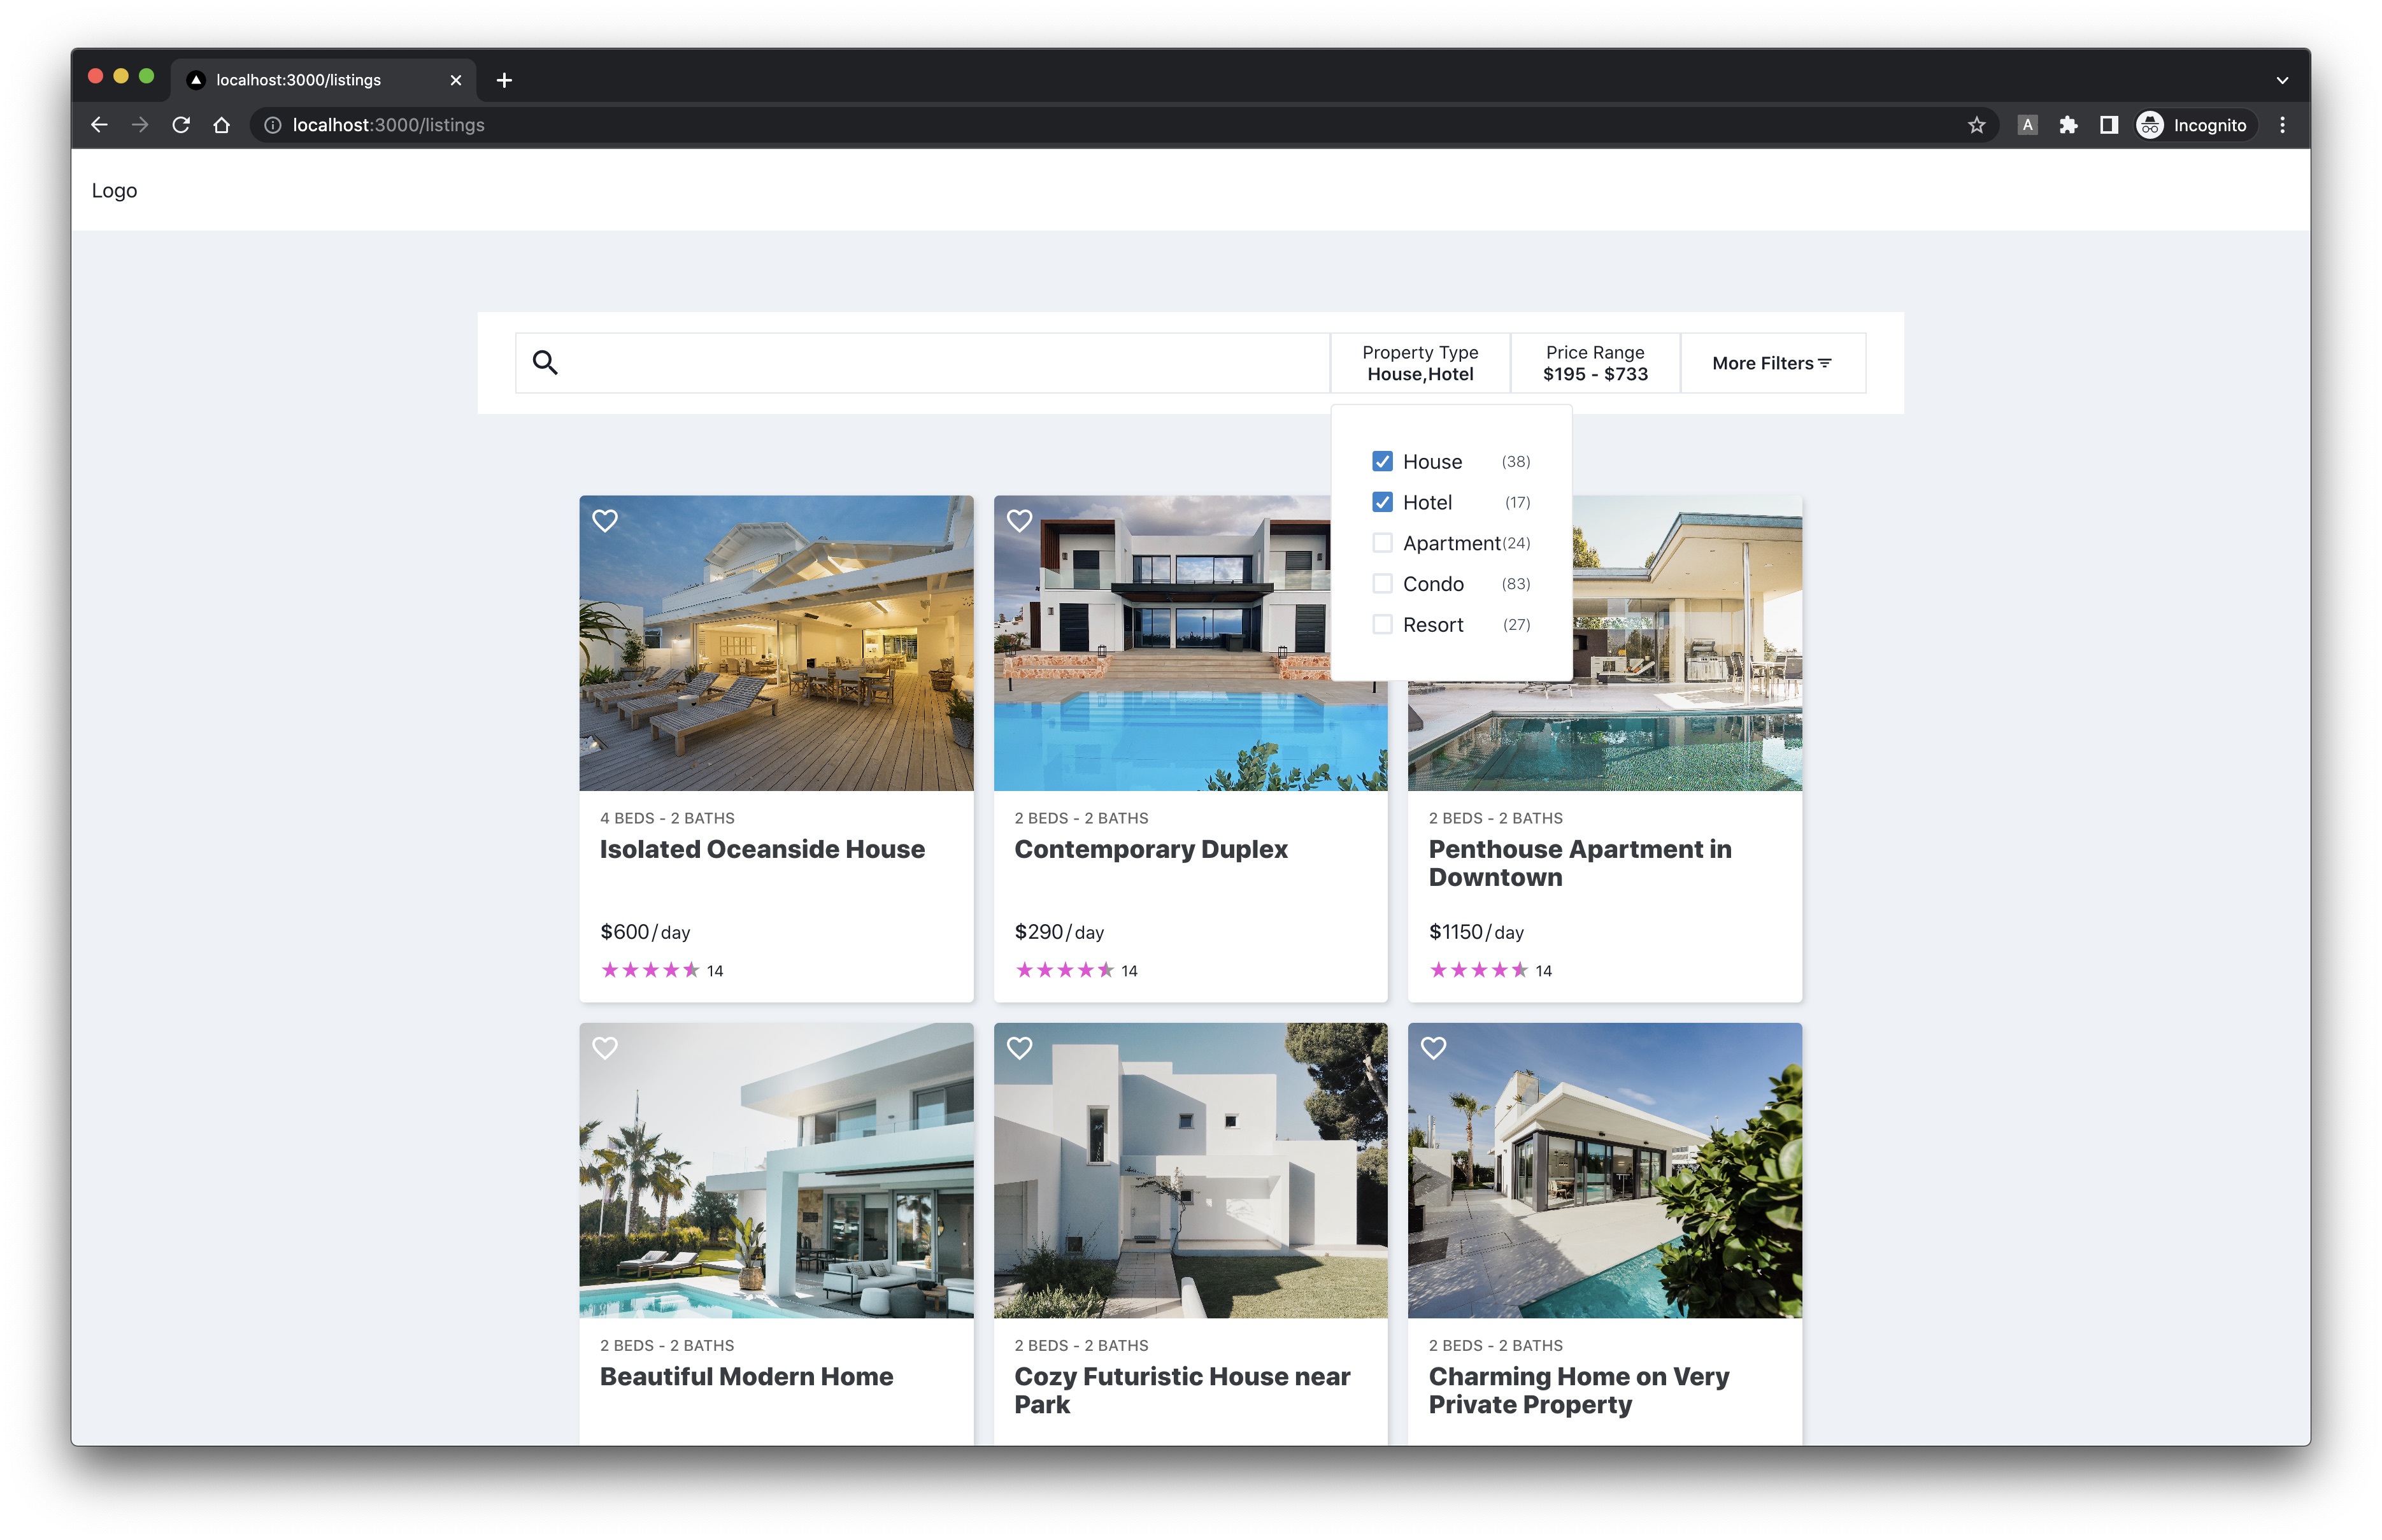 localhost:3000/listings
localhost:3000/listings
A
Incognito
Logo
Property Type
House,Hotel
Price Range
$195 - $733
More Filters
House (38)
Hotel (17)
Apartment(24)
Condo (83)
Resort (27)
4 BEDS - 2 BATHS
Isolated Oceanside House
$600/day
14
2 BEDS - 2 BATHS
Contemporary Duplex
$290/day
14
2 BEDS - 2 BATHS
Penthouse Apartment in
Downtown
$1150/day
14
2 BEDS - 2 BATHS
Beautiful Modern Home
2 BEDS - 2 BATHS
Cozy Futuristic House near
Park
2 BEDS - 2 BATHS
Charming Home on Very
Private Property